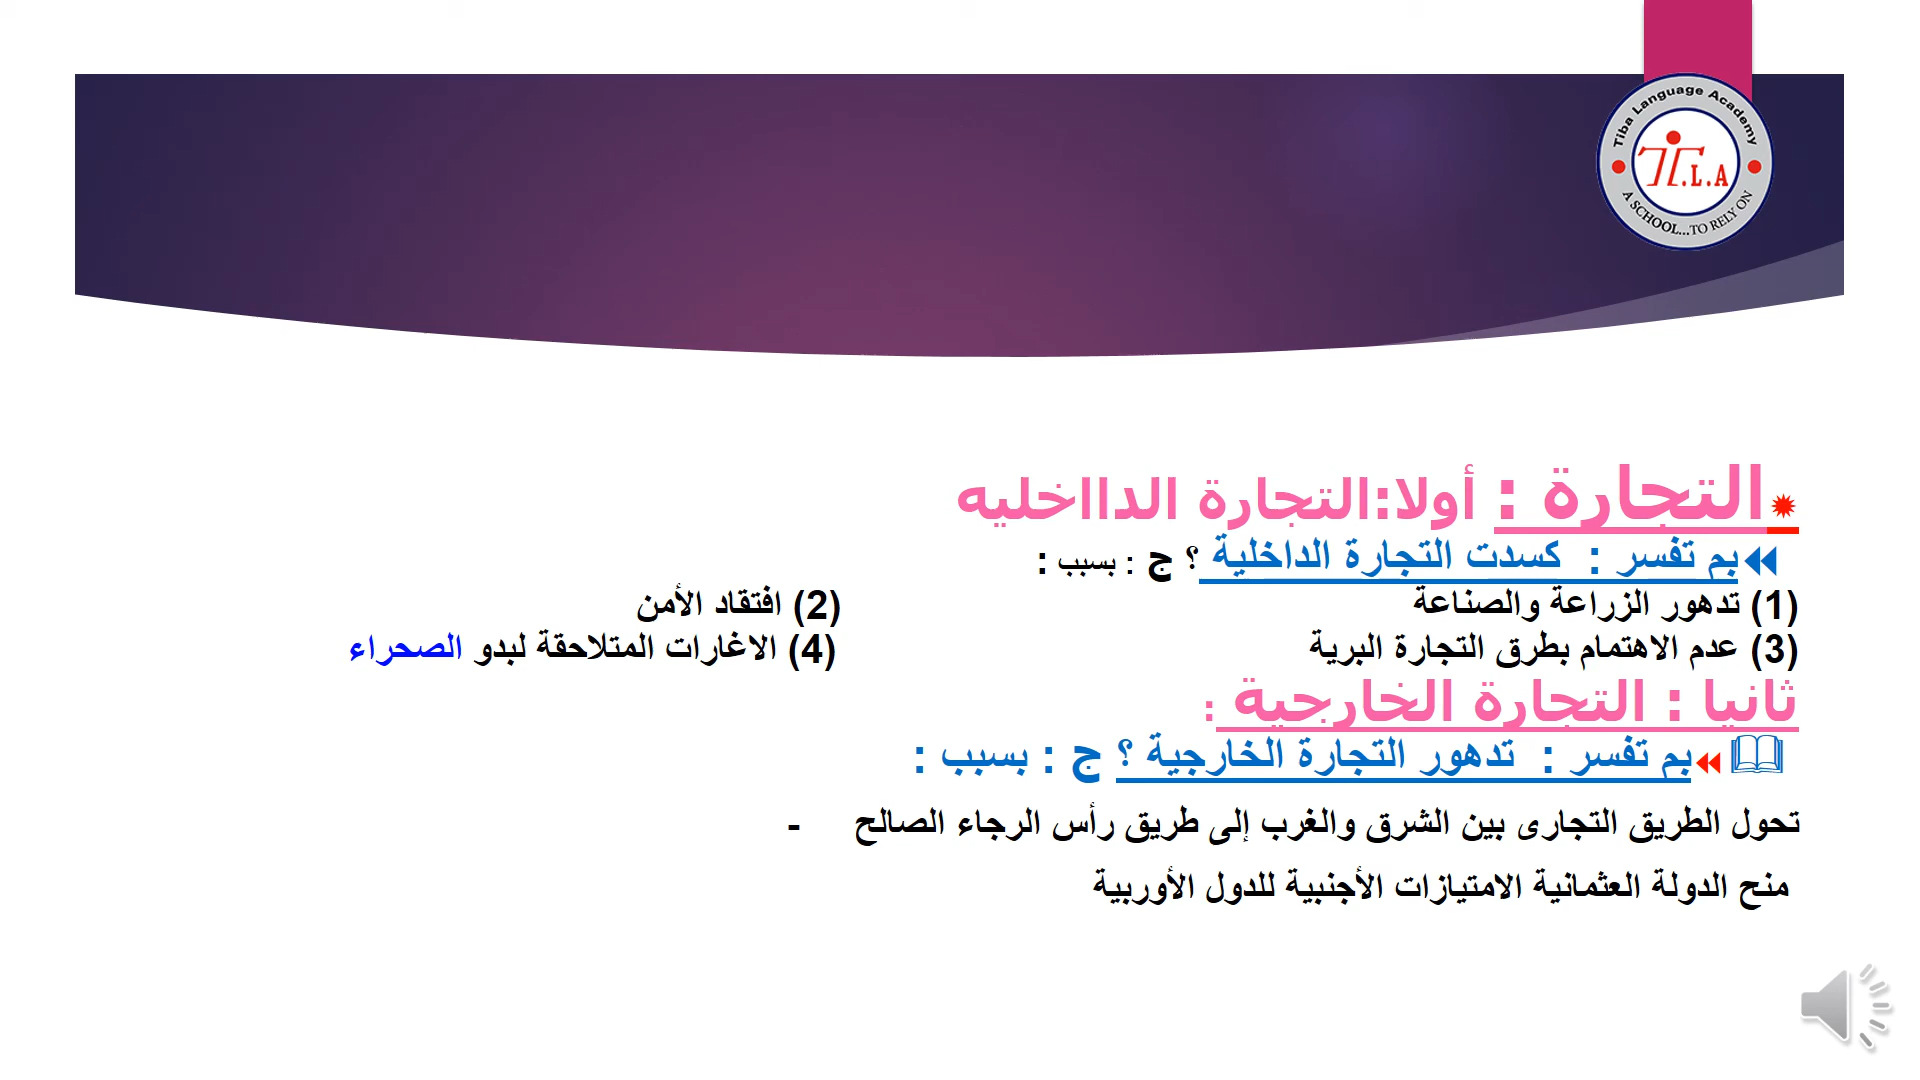 Tiba Language Academy
T.L.A
A SCHOOL...TO RELY ON
التجارة : أولا:التجارة الدااخليه
بم تفسر : كسدت التجارة الداخلية ؟ ج : بسبب :
(1) تدهور الزراعة والصناعة (2) افتقاد الأمن
(3) عدم الاهتمام بطرق التجارة البرية (4) الاغارات المتلاحقة لبدو الصحراء
ثانيا : التجارة الخارجية :
بم تفسر : تدهور التجارة الخارجية ؟ ج : بسبب :
تحول الطريق التجارى بين الشرق والغرب إلى طريق رأس الرجاء الصالح -
منح الدولة العثمانية الامتيازات الأجنبية للدول الأوربية